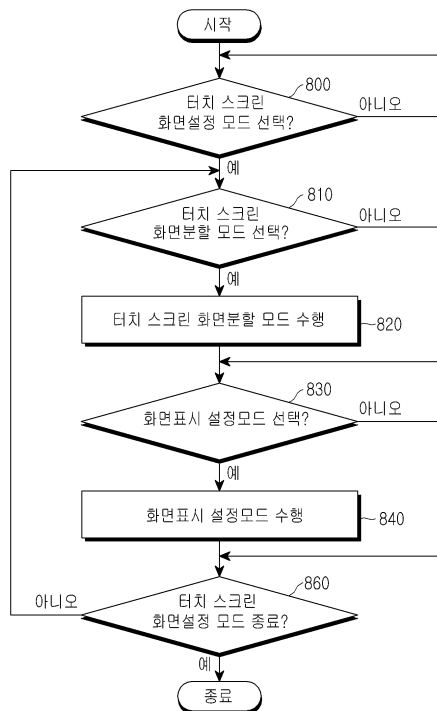 시작
800
터치 스크린
화면설정 모드 선택?
아니오
예
810
터치 스크린
화면분할 모드 선택?
아니오
예
터치 스크린 화면분할 모드 수행
820
830
화면표시 설정모드 선택?
아니오
예
화면표시 설정모드 수행
840
860
아니오
터치 스크린
화면설정 모드 종료?
예
종료